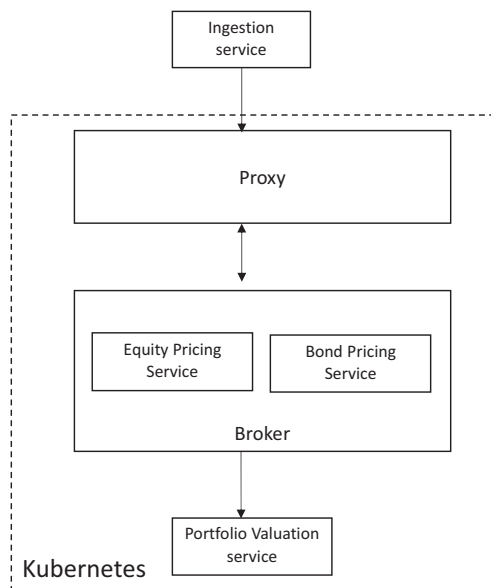 Ingestion
service
Proxy
Equity Pricing
Service
Bond Pricing
Service
Broker
Portfolio Valuation
service
Kubernetes